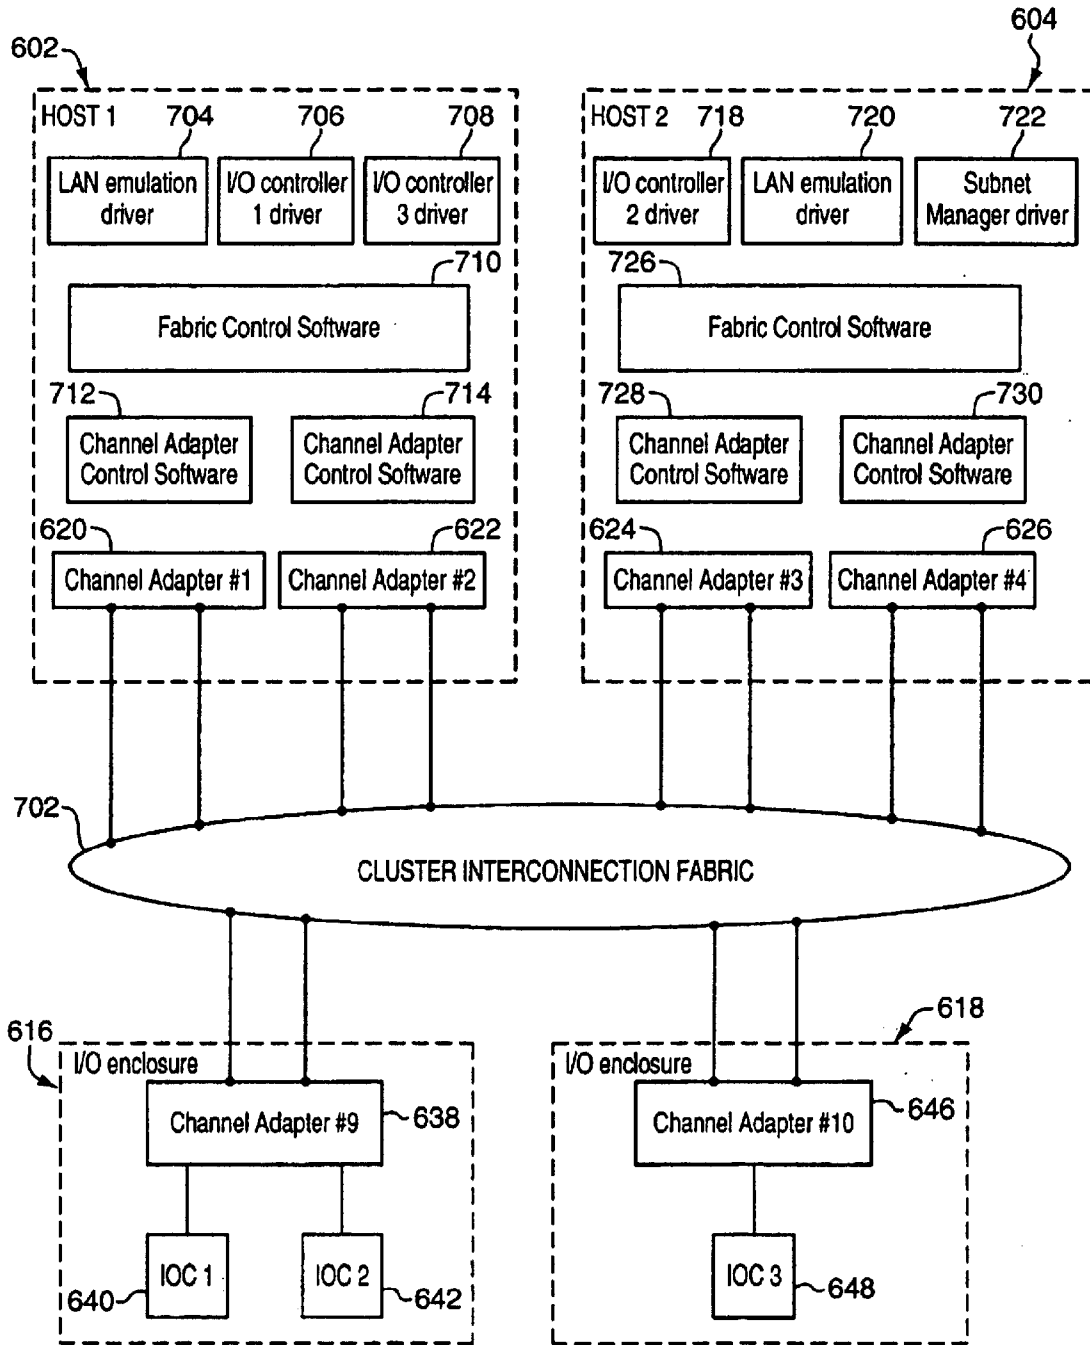 602
604
HOST 1
704
706
708
HOST 2
718
720
722
LAN emulation
driver
I/O controller
1 driver
I/O controller
3 driver
I/O controller
2 driver
LAN emulation
driver
Subnet
Manager driver
710
726
Fabric Control Software
Fabric Control Software
712
714
728
730
Channel Adapter
Control Software
Channel Adapter
Control Software
Channel Adapter
Control Software
Channel Adapter
Control Software
620
622
624
626
Channel Adapter #1
Channel Adapter #2
Channel Adapter #3
Channel Adapter #4
702
CLUSTER INTERCONNECTION FABRIC
616
618
I/O enclosure
I/O enclosure
Channel Adapter #9
638
Channel Adapter #10
646
IOC 1
IOC 2
IOC 3
640
642
648